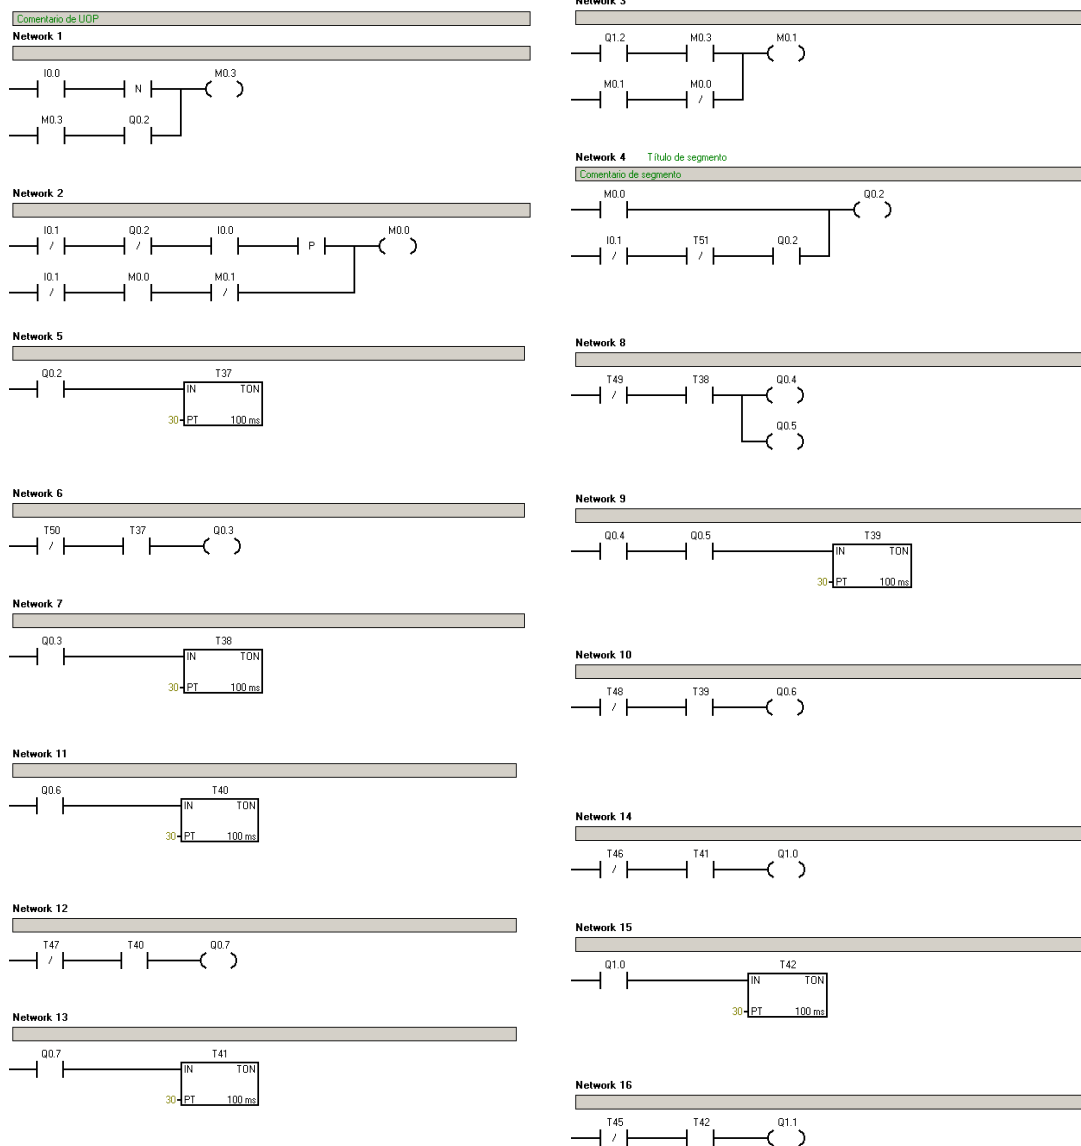 Comentario de UOP
Network 1
I0.0 N M0.3
M0.3 Q0.2
Network 2
I0.1 / Q0.2 / I0.0 P M0.0
I0.1 / M0.0 M0.1 /
Network 5
Q0.2 T37
IN TON
30 PT 100 ms
Network 6
T50 / T37 Q0.3
Network 7
Q0.3 T38
IN TON
30 PT 100 ms
Network 11
Q0.6 T40
IN TON
30 PT 100 ms
Network 12
T47 / T40 Q0.7
Network 13
Q0.7 T41
IN TON
30 PT 100 ms
Network 3
Q1.2 M0.3 M0.1
M0.1 M0.0 /
Network 4 Título de segmento
Comentario de segmento
M0.0 Q0.2
I0.1 / T51 / Q0.2
Network 8
T49 / T38 Q0.4
Q0.5
Network 9
Q0.4 Q0.5 T39
IN TON
30 PT 100 ms
Network 10
T48 / T39 Q0.6
Network 14
T46 / T41 Q1.0
Network 15
Q1.0 T42
IN TON
30 PT 100 ms
Network 16
T45 / T42 Q1.1